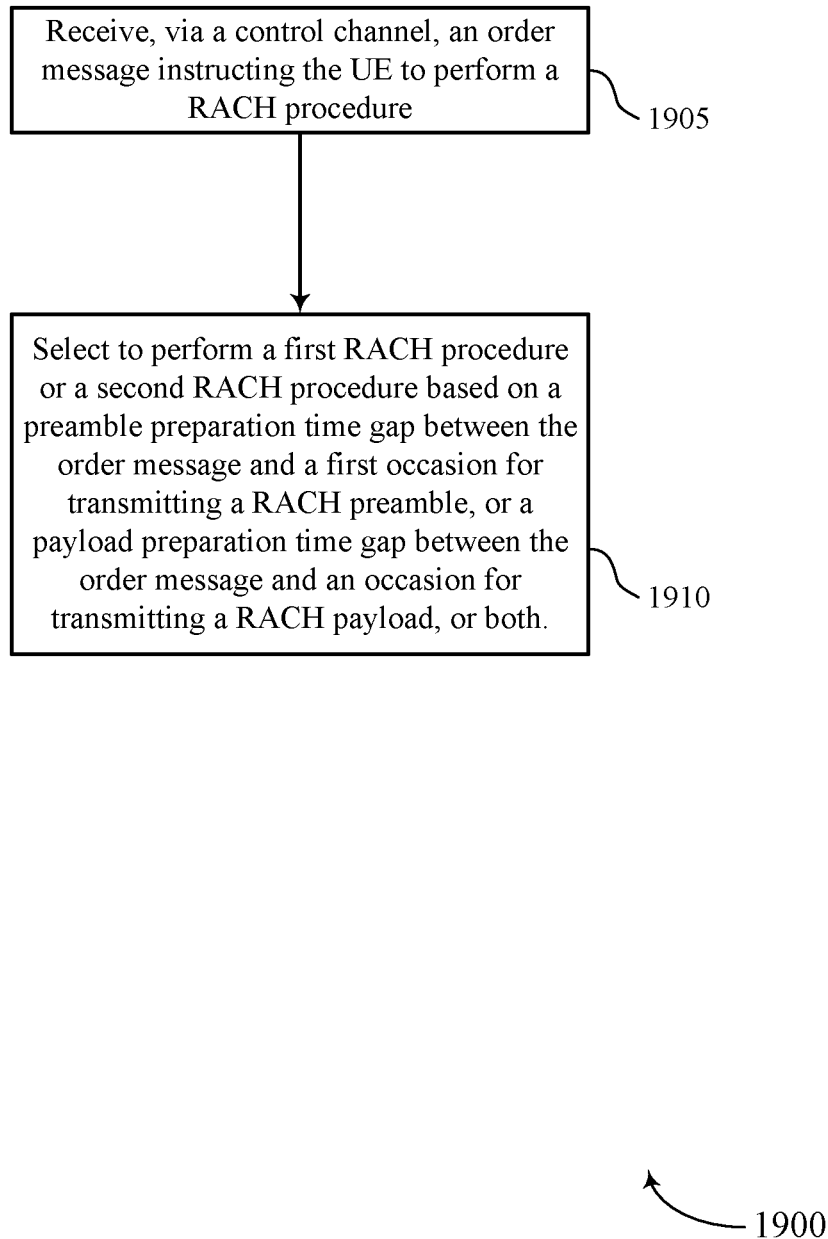 Receive, via a control channel, an order
message instructing the UE to perform a
RACH procedure
1905
Select to perform a first RACH procedure
or a second RACH procedure based on a
preamble preparation time gap between the
order message and a first occasion for
transmitting a RACH preamble, or a
payload preparation time gap between the
order message and an occasion for
transmitting a RACH payload, or both.
1910
1900